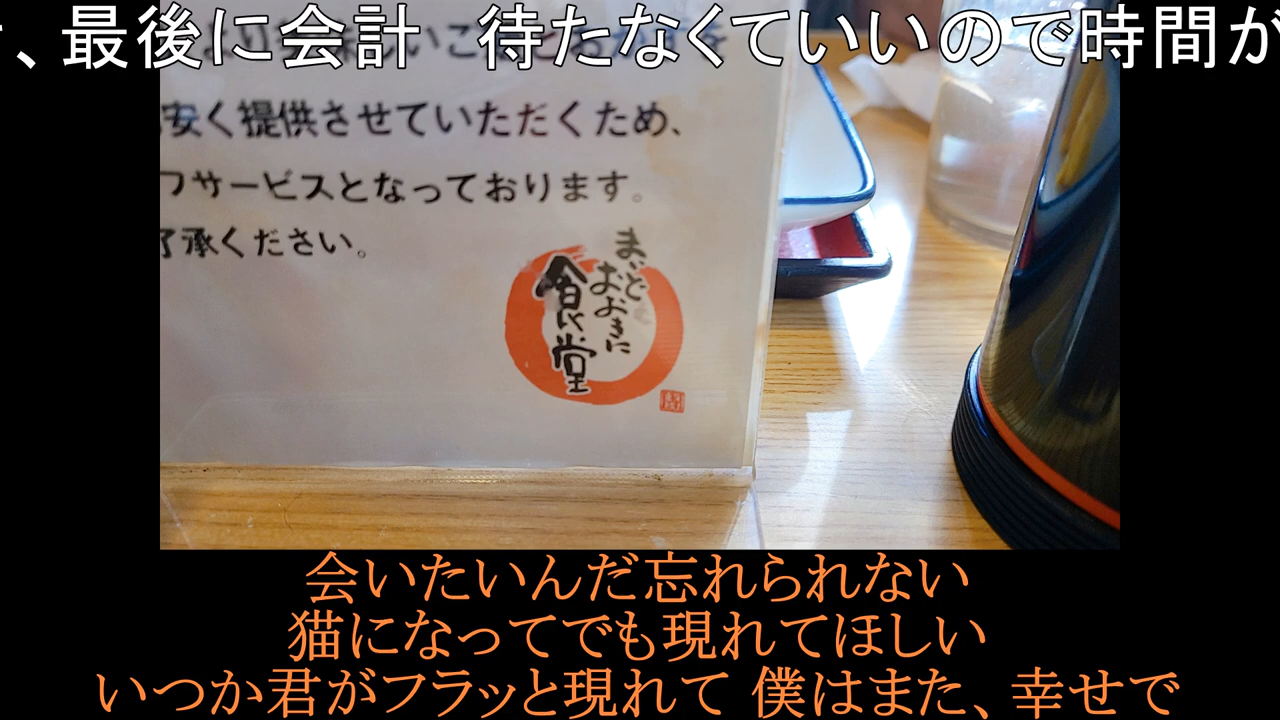 、最後に会計　待たなくていいので時間が
安く提供させていただくため、
フサービスとなっております。
了承ください。
まいど
おおきに
食堂
会いたいんだ忘れられない
猫になってでも現れてほしい
いつか君がフラッと現れて 僕はまた、幸せで